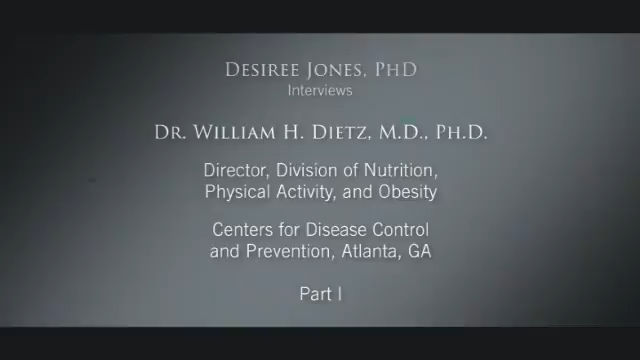 DESIREE JONES, PHD
Interviews
DR. WILLIAM H. DIETZ, M.D., PH.D.
Director, Division of Nutrition,
Physical Activity, and Obesity
Centers for Disease Control
and Prevention, Atlanta, GA
Part I